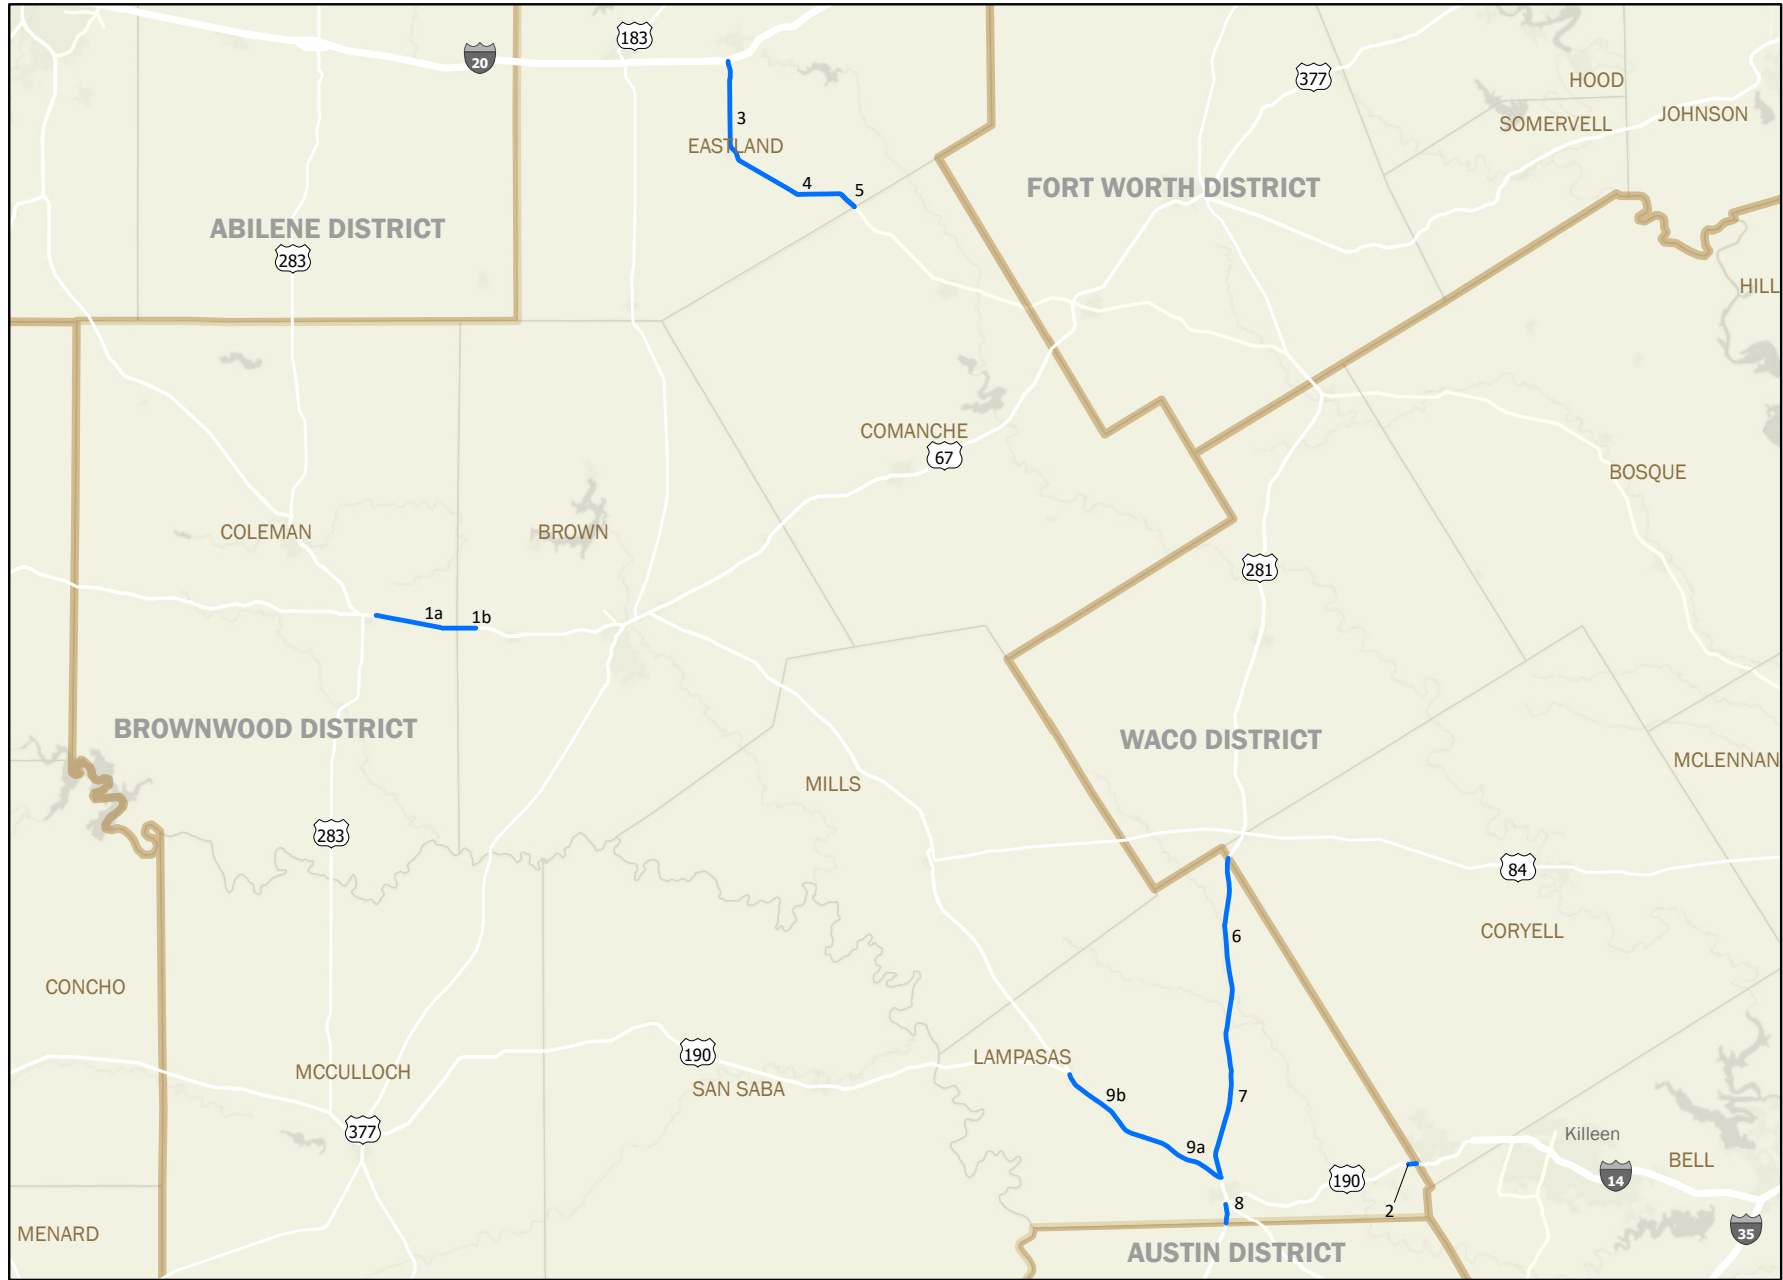 183
20
377
HOOD
JOHNSON
SOMERVELL
3
EASTLAND
4
5
FORT WORTH DISTRICT
ABILENE DISTRICT
283
HILL
COMANCHE
67
BOSQUE
COLEMAN
BROWN
281
1a
1b
BROWNWOOD DISTRICT
WACO DISTRICT
MCLENNAN
MILLS
283
84
6
CORYELL
CONCHO
190
LAMPASAS
MCCULLOCH
SAN SABA
9b
7
377
Killeen
9a
BELL
190
14
8
2
MENARD
35
AUSTIN DISTRICT